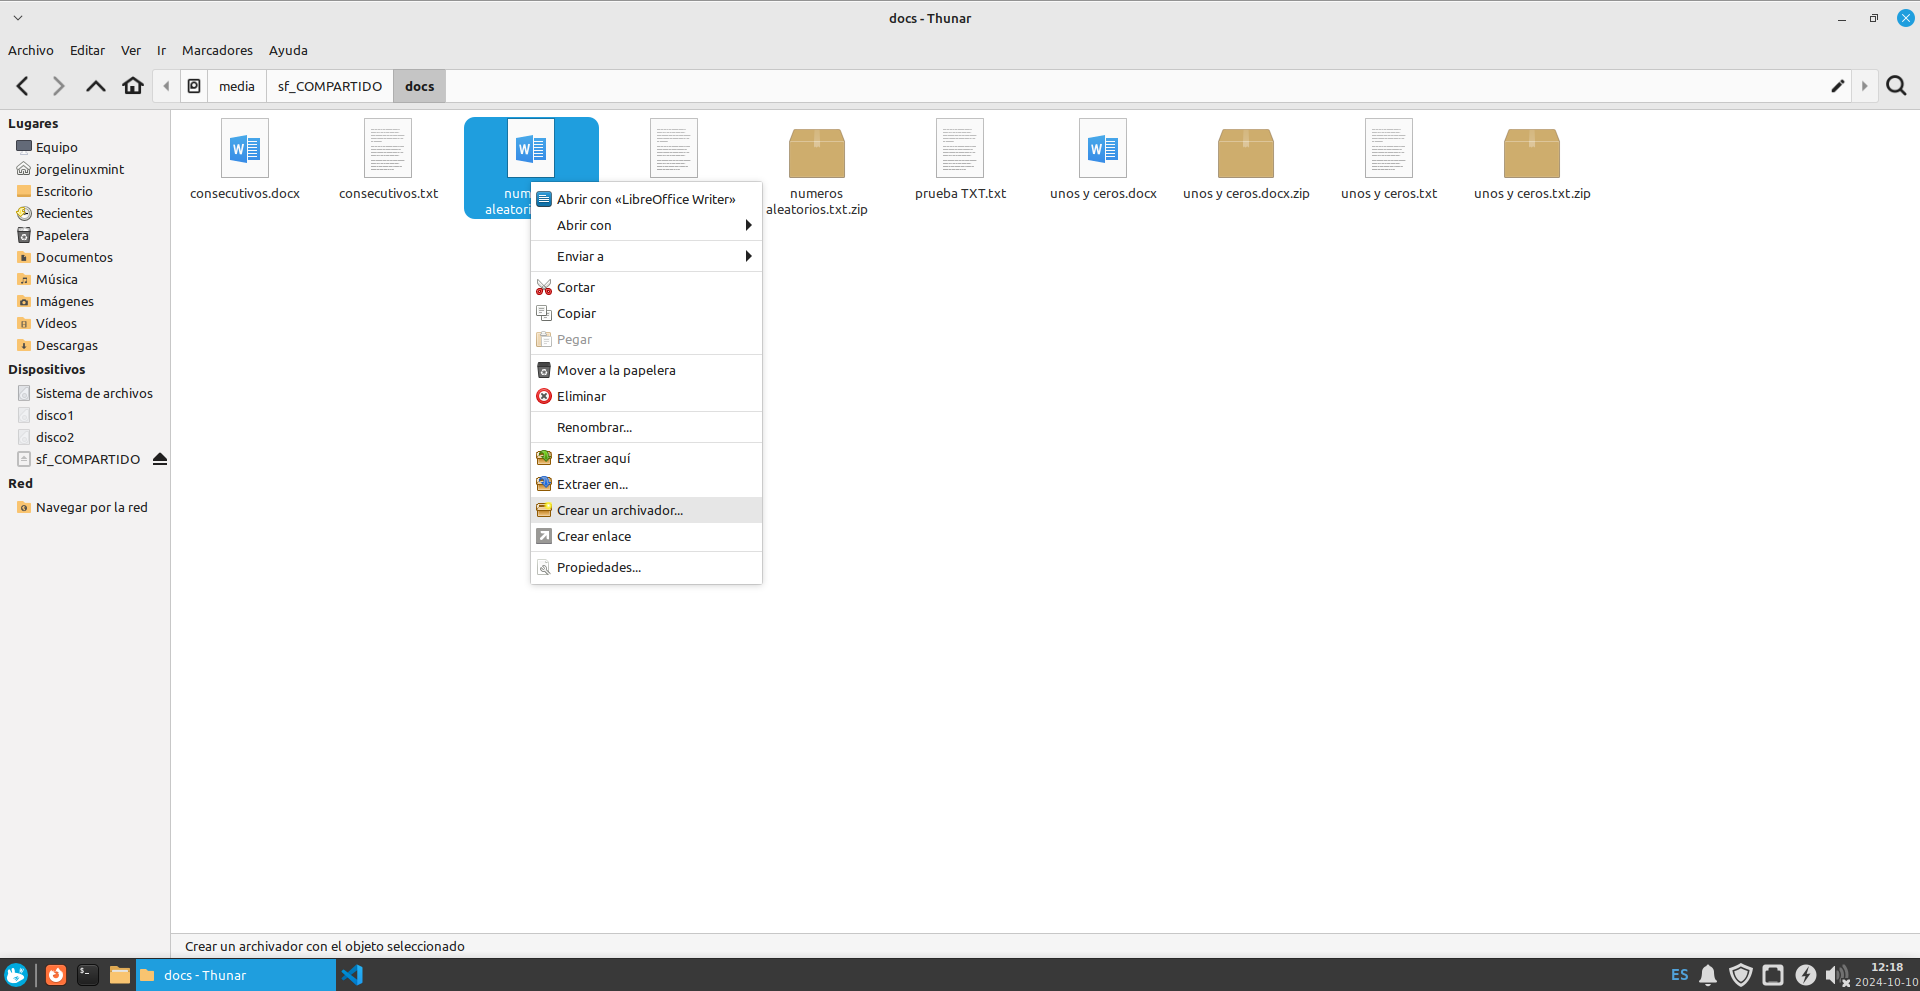 docs - Thunar
Archivo Editar Ver Ir Marcadores Ayuda
media sf_COMPARTIDO docs
Lugares
Equipo
jorgelinuxmint
Escritorio
Recientes
Papelera
Documentos
Música
Imágenes
Vídeos
Descargas
Dispositivos
Sistema de archivos
disco1
disco2
sf_COMPARTIDO
Red
Navegar por la red
consecutivos.docx
consecutivos.txt
numeros
aleatorios.txt.zip
prueba TXT.txt
unos y ceros.docx
unos y ceros.docx.zip
unos y ceros.txt
unos y ceros.txt.zip
Abrir con «LibreOffice Writer»
Abrir con
Enviar a
Cortar
Copiar
Pegar
Mover a la papelera
Eliminar
Renombrar...
Extraer aquí
Extraer en...
Crear un archivador...
Crear enlace
Propiedades...
Crear un archivador con el objeto seleccionado
docs - Thunar
ES
12:18
2024-10-10